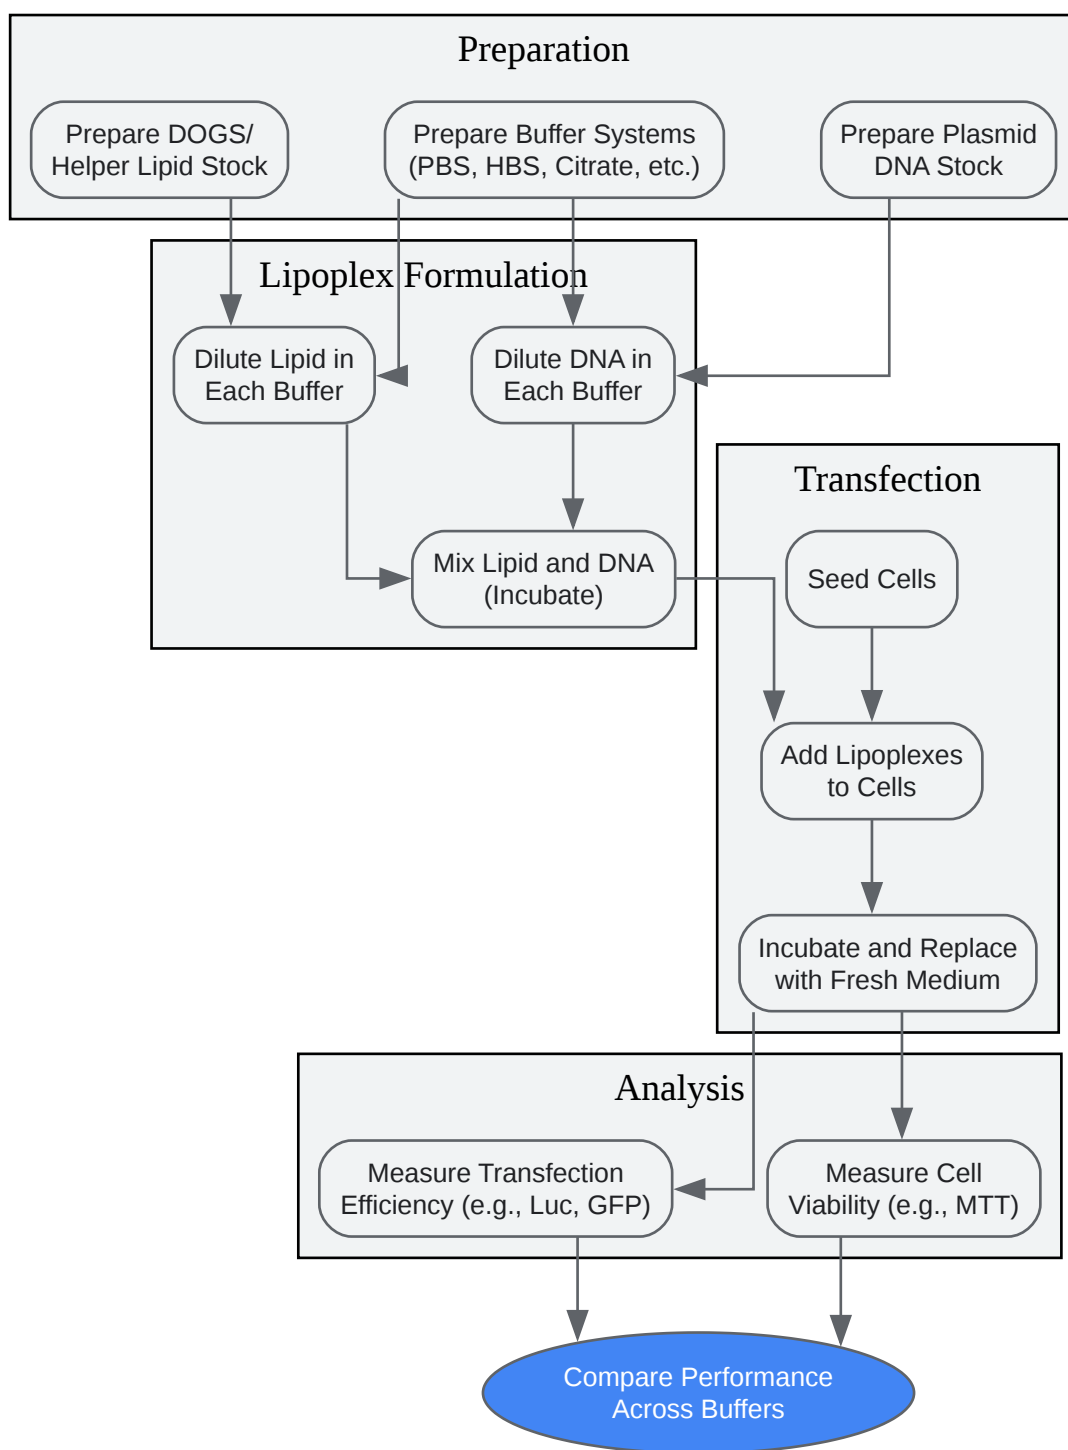 Preparation
Prepare DOGS/
Helper Lipid Stock
Prepare Buffer Systems
(PBS, HBS, Citrate, etc.)
Prepare Plasmid
DNA Stock
Lipoplex Formulation
Dilute Lipid in
Each Buffer
Dilute DNA in
Each Buffer
Mix Lipid and DNA
(Incubate)
Transfection
Seed Cells
Add Lipoplexes
to Cells
Incubate and Replace
with Fresh Medium
Analysis
Measure Transfection
Efficiency (e.g., Luc, GFP)
Measure Cell
Viability (e.g., MTT)
Compare Performance
Across Buffers